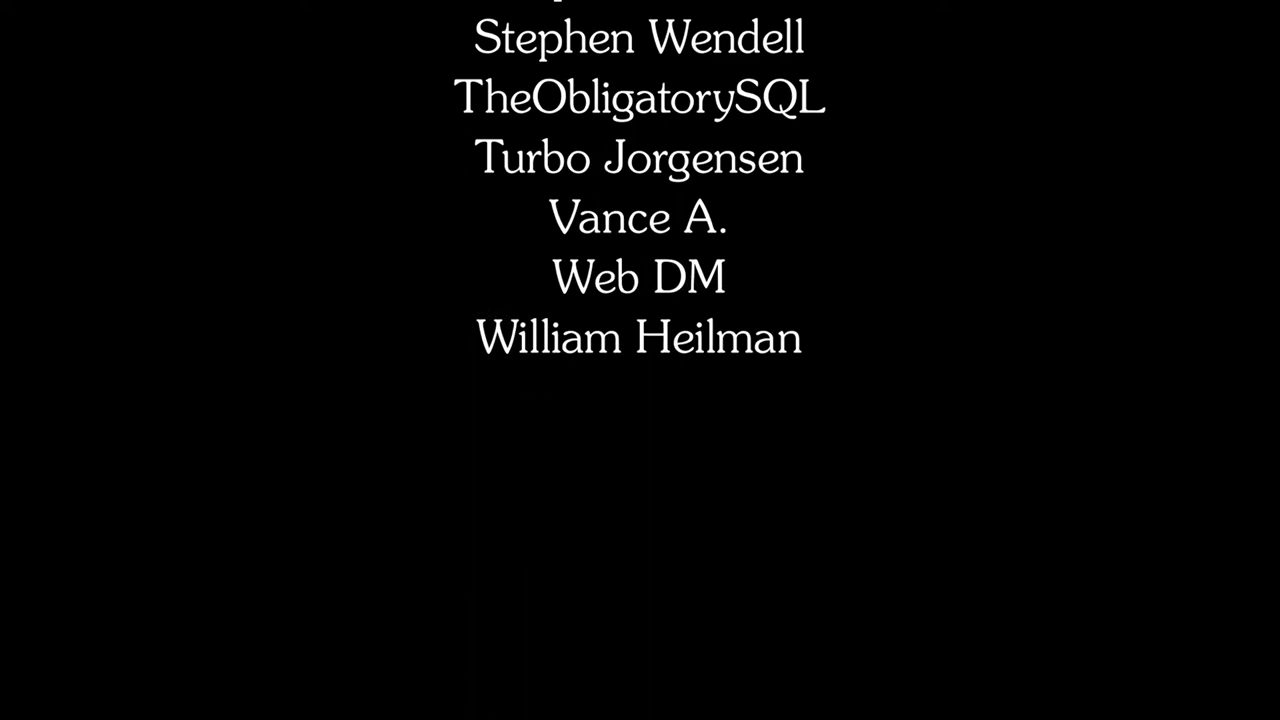 Stephen Wendell
TheObligatorySQL
Turbo Jorgensen
Vance A.
Web DM
William Heilman